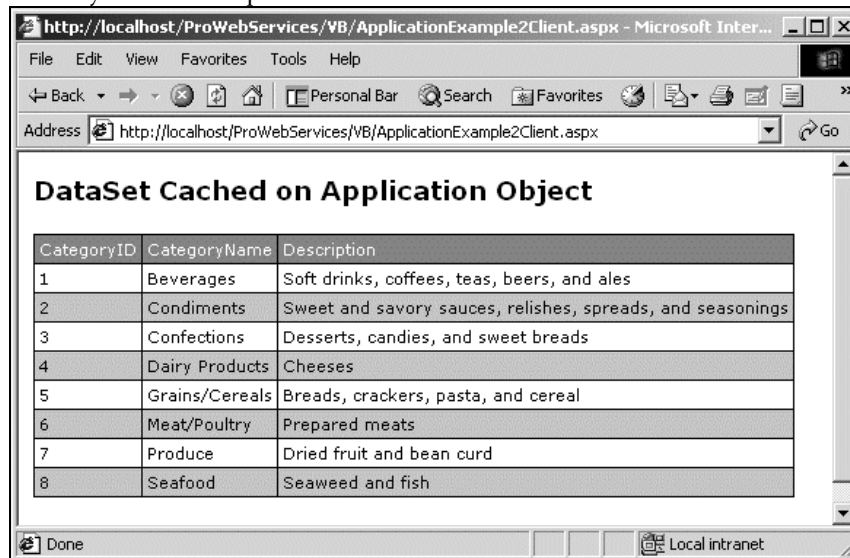 http://localhost/ProWebServices/VB/ApplicationExample2Client.aspx - Microsoft Inter...
File Edit View Favorites Tools Help
Back Personal Bar Search Favorites »
Address http://localhost/ProWebServices/VB/ApplicationExample2Client.aspx Go
DataSet Cached on Application Object
CategoryID CategoryName Description
1 Beverages Soft drinks, coffees, teas, beers, and ales
2 Condiments Sweet and savory sauces, relishes, spreads, and seasonings
3 Confections Desserts, candies, and sweet breads
4 Dairy Products Cheeses
5 Grains/Cereals Breads, crackers, pasta, and cereal
6 Meat/Poultry Prepared meats
7 Produce Dried fruit and bean curd
8 Seafood Seaweed and fish
Done Local intranet